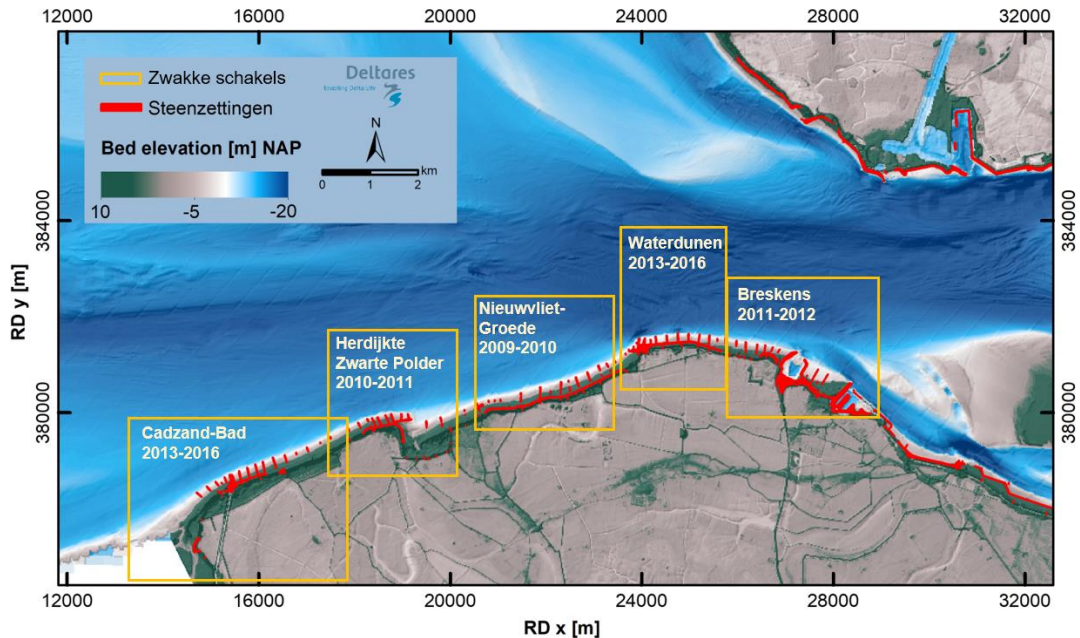 12000 16000 20000 24000 28000 32000
Zwakke schakels
Steenzettingen
Deltares
Enabling Delta Life
Bed elevation [m] NAP
10 -5 -20
N
km
0 1 2
384000
384000
RD y [m]
Waterdunen
2013-2016
Breskens
2011-2012
Nieuwvliet-
Groede
2009-2010
Herdijkte
Zwarte Polder
2010-2011
Cadzand-Bad
2013-2016
380000
380000
12000 16000 20000 24000 28000 32000
RD x [m]